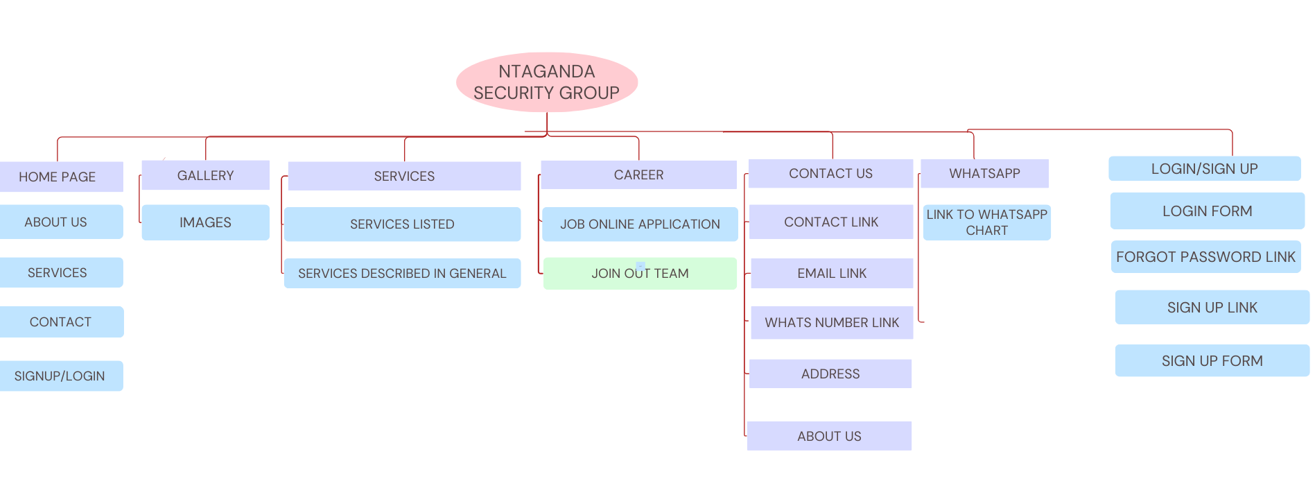 NTAGANDA
SECURITY GROUP
HOME PAGE
ABOUT US
SERVICES
CONTACT
SIGNUP/LOGIN
GALLERY
IMAGES
SERVICES
SERVICES LISTED
SERVICES DESCRIBED IN GENERAL
CAREER
JOB ONLINE APPLICATION
JOIN OUT TEAM
CONTACT US
CONTACT LINK
EMAIL LINK
WHATS NUMBER LINK
ADDRESS
ABOUT US
WHATSAPP
LINK TO WHATSAPP
CHART
LOGIN/SIGN UP
LOGIN FORM
FORGOT PASSWORD LINK
SIGN UP LINK
SIGN UP FORM